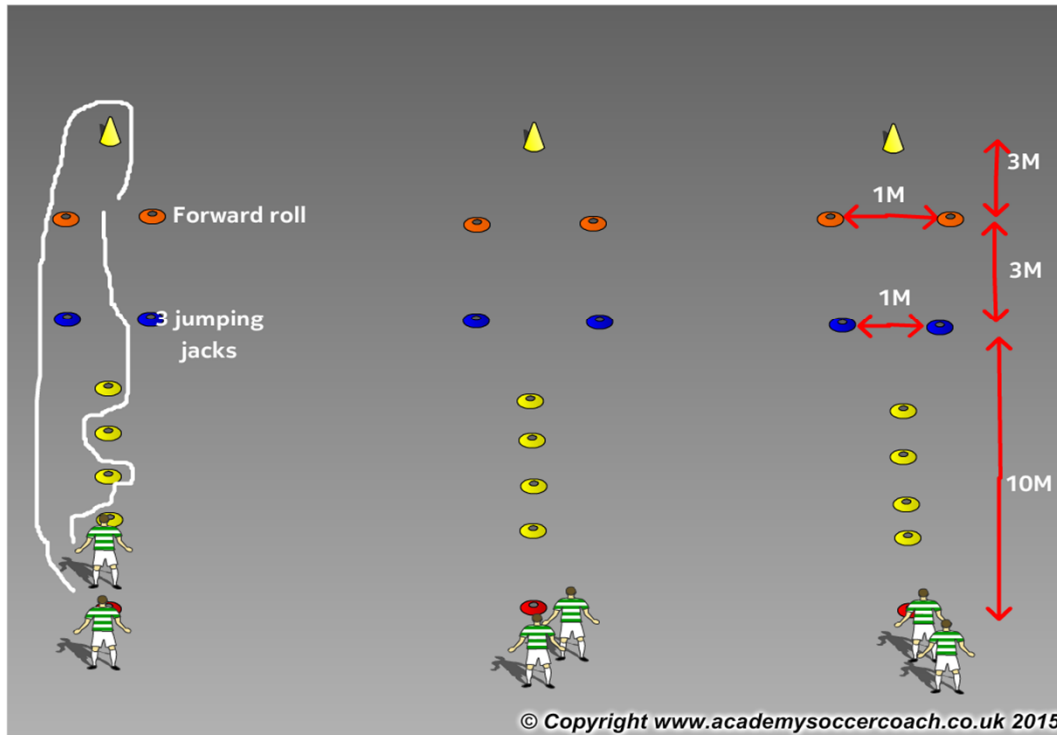 3M
1M
Forward roll
3M
1M
3 jumping
jacks
10M
© Copyright www.academysoccercoach.co.uk 2015